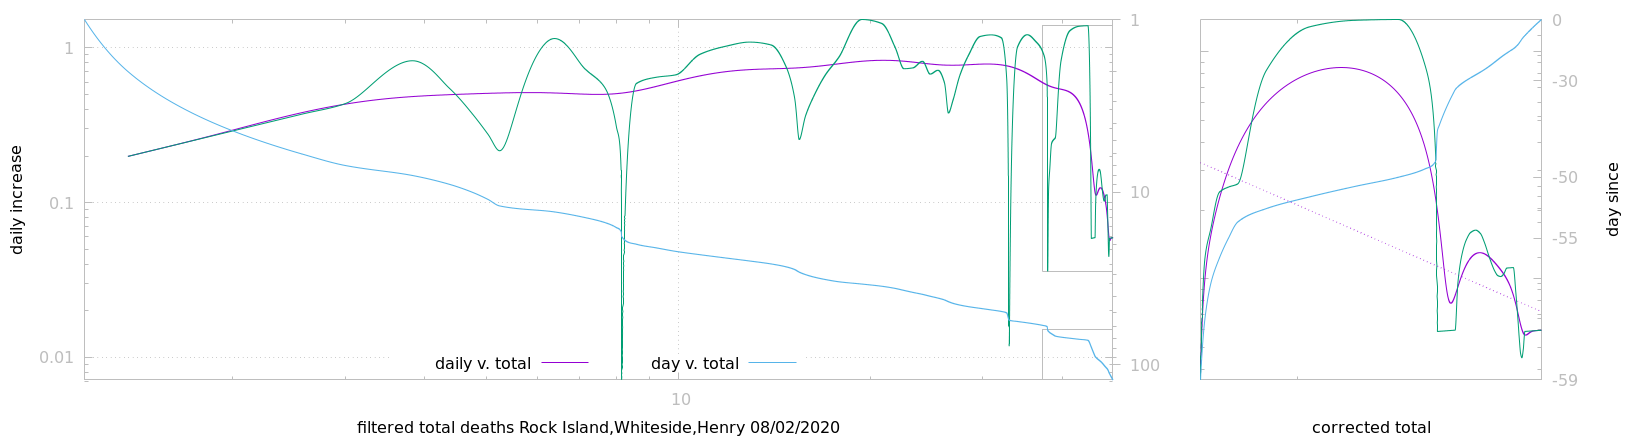 1
0.1
0.01
daily increase
daily v. total
day v. total
10
1
10
100
filtered total deaths Rock Island,Whiteside,Henry 08/02/2020
0
-30
-50
-55
-59
day since
corrected total